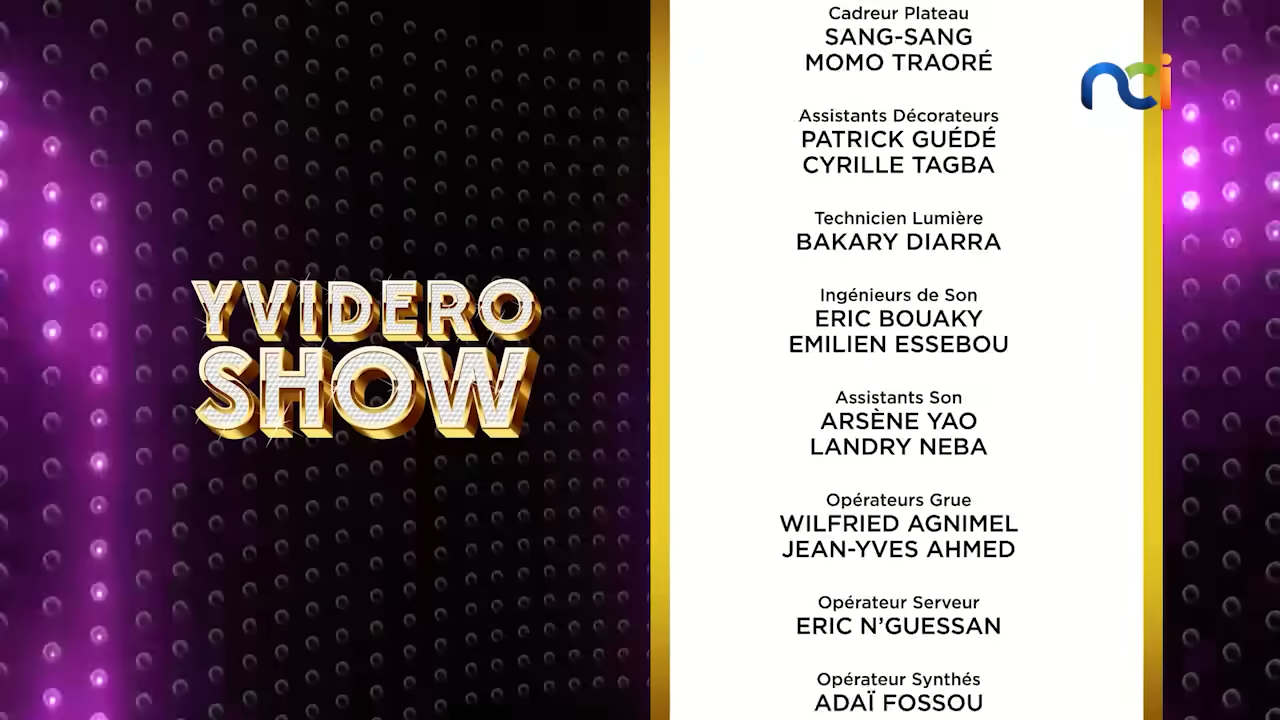 YVIDERO
SHOW
Cadreur Plateau
SANG-SANG
MOMO TRAORÉ
nci
Assistants Décorateurs
PATRICK GUÉDÉ
CYRILLE TAGBA
Technicien Lumière
BAKARY DIARRA
Ingénieurs de Son
ERIC BOUAKY
EMILIEN ESSEBOU
Assistants Son
ARSÈNE YAO
LANDRY NEBA
Opérateurs Grue
WILFRIED AGNIMEL
JEAN-YVES AHMED
Opérateur Serveur
ERIC N’GUESSAN
Opérateur Synthés
ADAÏ FOSSOU